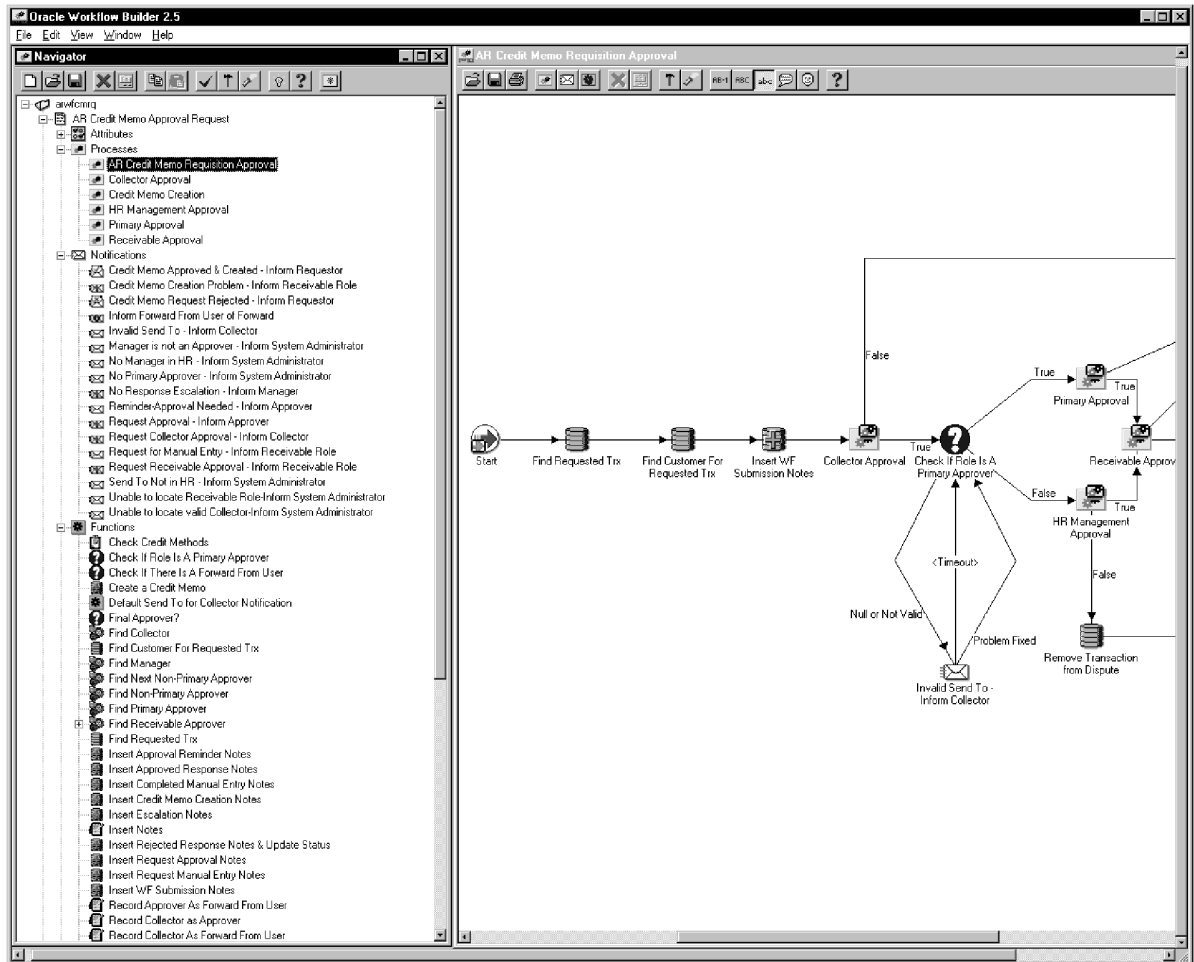 Oracle Workflow Builder 2.5
File Edit View Window Help
Navigator
arwfcmrq
AR Credit Memo Approval Request
Attributes
Processes
AR Credit Memo Requisition Approval
Collector Approval
Credit Memo Creation
HR Management Approval
Primary Approval
Receivable Approval
Notifications
Credit Memo Approved & Created - Inform Requestor
Credit Memo Creation Problem - Inform Receivable Role
Credit Memo Request Rejected - Inform Requestor
Inform Forward From User of Forward
Invalid Send To - Inform Collector
Manager is not an Approver - Inform System Administrator
No Manager in HR - Inform System Administrator
No Primary Approver - Inform System Administrator
No Response Escalation - Inform Manager
Reminder-Approval Needed - Inform Approver
Request Approval - Inform Approver
Request Collector Approval - Inform Collector
Request for Manual Entry - Inform Receivable Role
Request Receivable Approval - Inform Receivable Role
Send To Not in HR - Inform System Administrator
Unable to locate Receivable Role-Inform System Administrator
Unable to locate valid Collector-Inform System Administrator
Functions
Check Credit Methods
Check If Role Is A Primary Approver
Check If There Is A Forward From User
Create a Credit Memo
Default Send To for Collector Notification
Final Approver?
Find Collector
Find Customer For Requested Trx
Find Manager
Find Next Non-Primary Approver
Find Non-Primary Approver
Find Primary Approver
Find Receivable Approver
Find Requested Trx
Insert Approval Reminder Notes
Insert Approved Response Notes
Insert Completed Manual Entry Notes
Insert Credit Memo Creation Notes
Insert Escalation Notes
Insert Notes
Insert Rejected Response Notes & Update Status
Insert Request Approval Notes
Insert Request Manual Entry Notes
Insert WF Submission Notes
Record Approver As Forward From User
Record Collector as Approver
Record Collector As Forward From User
AR Credit Memo Requisition Approval
RB-1 RBC abc
False
True
True
Primary Approval
Start
Find Requested Trx
Find Customer For
Requested Trx
Insert WF
Submission Notes
Collector Approval
True
Check If Role Is A
Primary Approver
Receivable Approv
False
True
HR Management
Approval
<Timeout>
False
Null or Not Valid
Problem Fixed
Remove Transaction
from Dispute
Invalid Send To -
Inform Collector